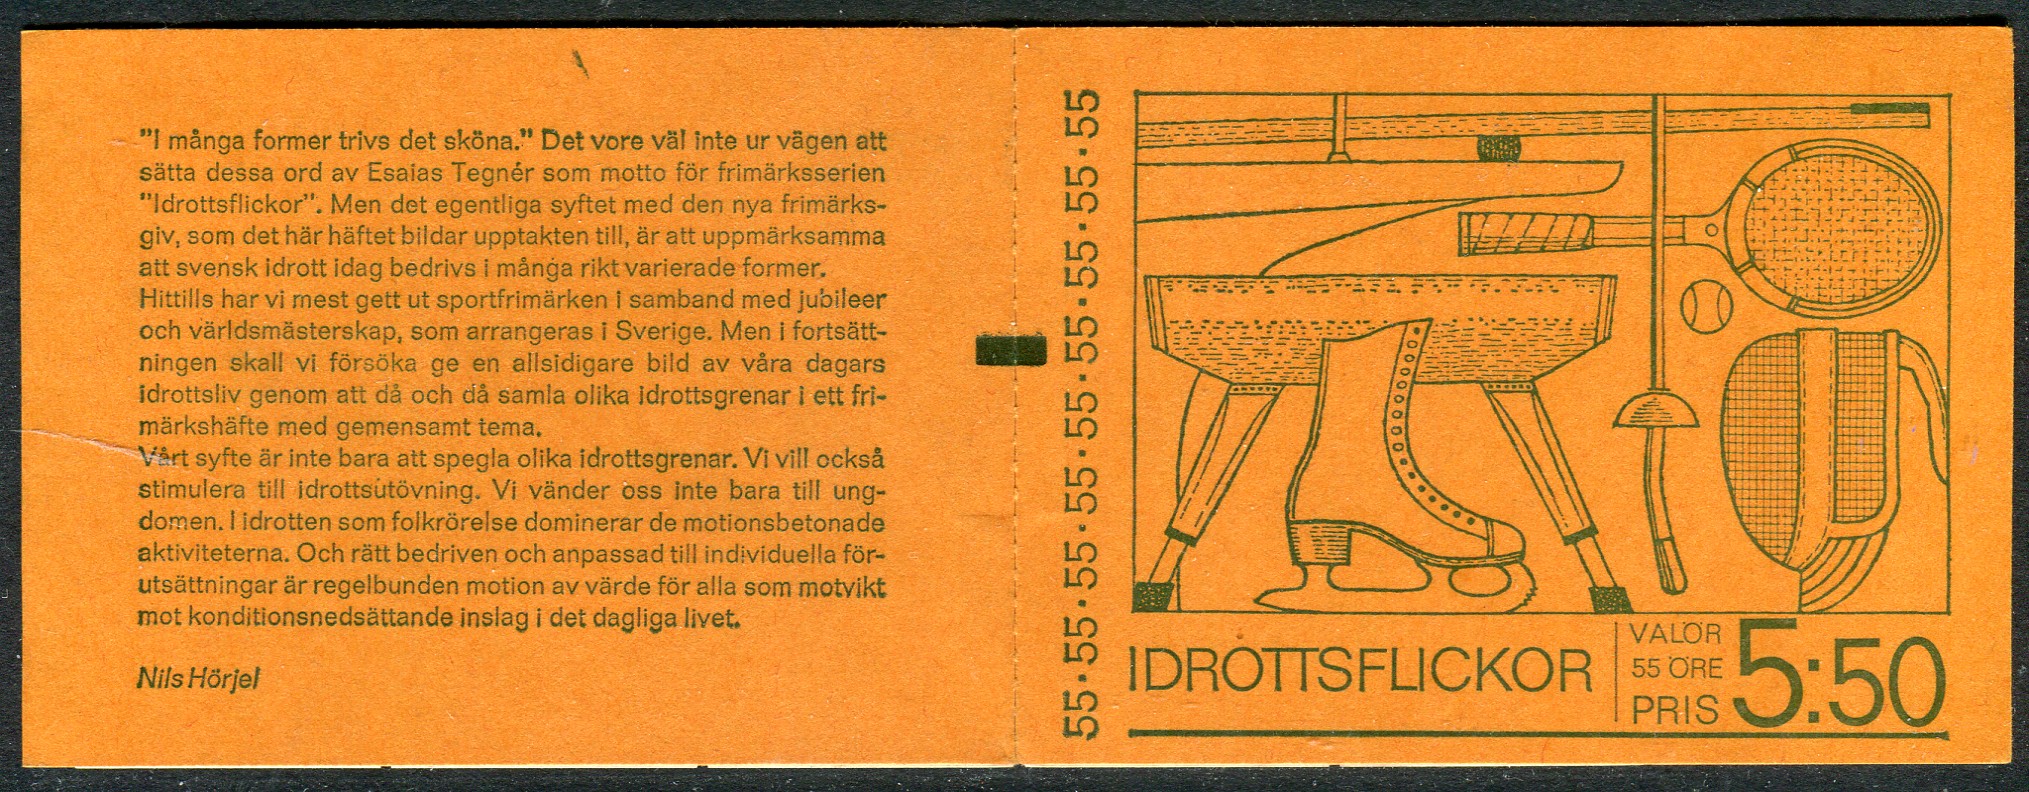 "I många former trivs det sköna." Det vore väl inte ur vägen att
sätta dessa ord av Esaias Tegnér som motto för frimärksserien
"Idrottsflickor". Men det egentliga syftet med den nya frimärks-
giv, som det här häftet bildar upptakten till, är att uppmärksamma
att svensk idrott idag bedrivs i många rikt varierade former.
Hittills har vi mest gett ut sportfrimärken i samband med jubileer
och världsmästerskap, som arrangeras i Sverige. Men i fortsätt-
ningen skall vi försöka ge en allsidigare bild av våra dagars
idrottsliv genom att då och då samla olika idrottsgrenar i ett fri-
märkshäfte med gemensamt tema.
Vårt syfte är inte bara att spegla olika idrottsgrenar. Vi vill också
stimulera till idrottsutövning. Vi vänder oss inte bara till ung-
domen. I idrotten som folkrörelse dominerar de motionsbetonade
aktiviteterna. Och rätt bedriven och anpassad till individuella för-
utsättningar är regelbunden motion av värde för alla som motvikt
mot konditionsnedsättande inslag i det dagliga livet.
Nils Hörjel
55·55·55·55·55·55·55·55·55
IDROTTSFLICKOR
VALÖR
55 ÖRE
PRIS
5:50